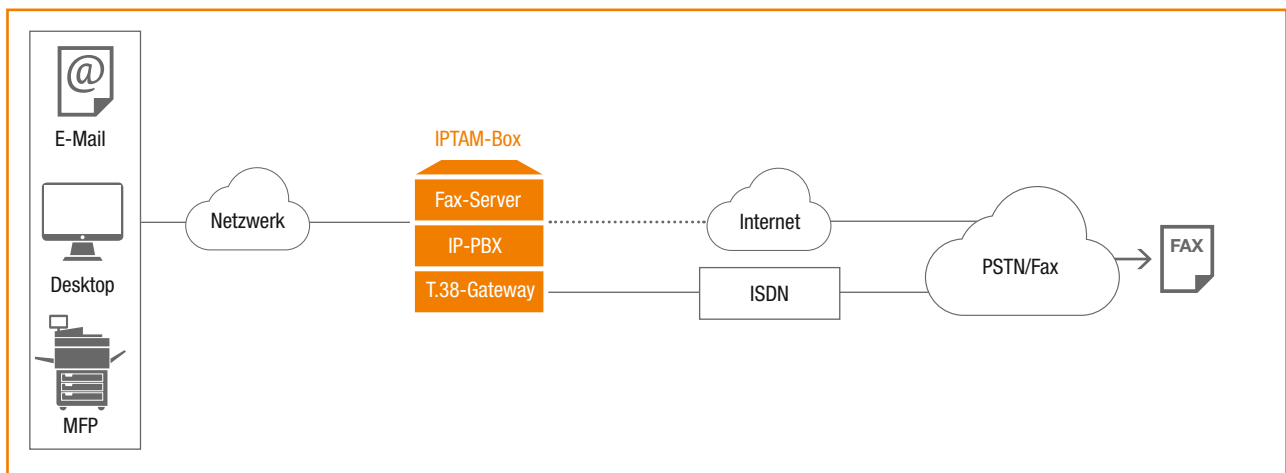 @
E-Mail
Desktop
MFP
Netzwerk
IPTAM-Box
Fax-Server
IP-PBX
T.38-Gateway
Internet
ISDN
PSTN/Fax
FAX